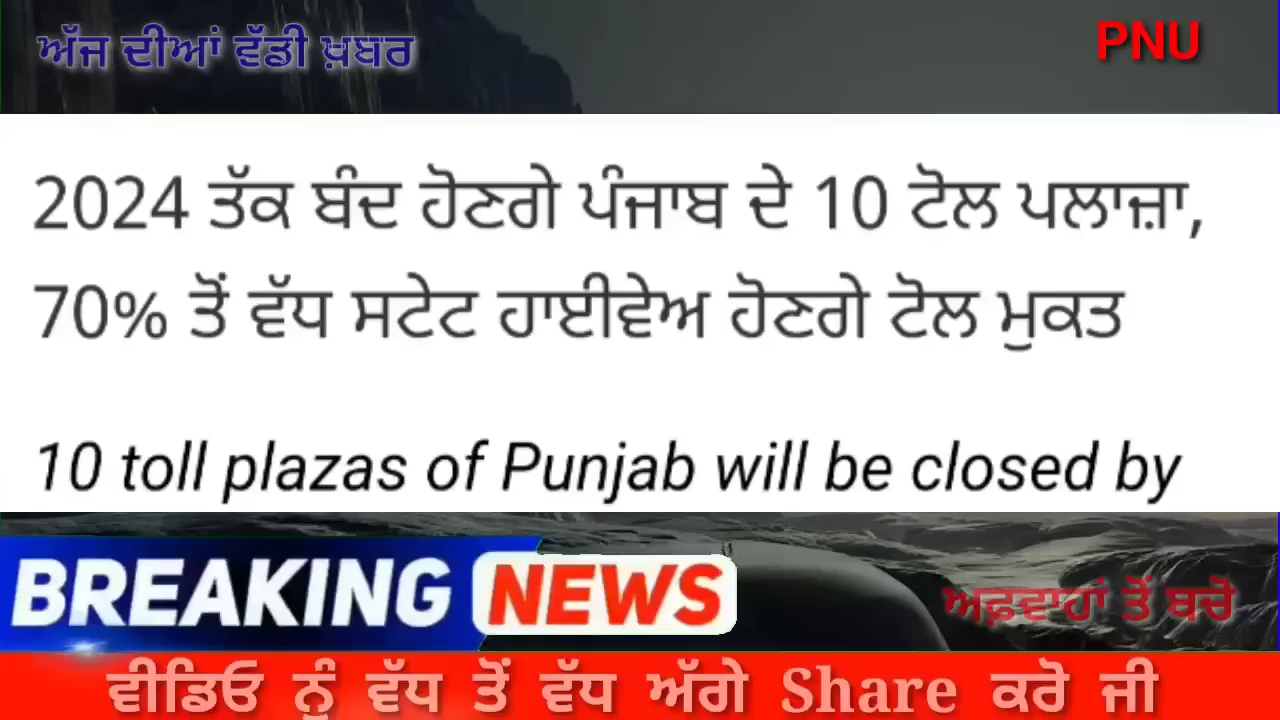 ਅੱਜ ਦੀਆਂ ਵੱਡੀ ਖ਼ਬਰ
PNU
2024 ਤੱਕ ਬੰਦ ਹੋਣਗੇ ਪੰਜਾਬ ਦੇ 10 ਟੋਲ ਪਲਾਜ਼ਾ,
70% ਤੋਂ ਵੱਧ ਸਟੇਟ ਹਾਈਵੇਅ ਹੋਣਗੇ ਟੋਲ ਮੁਕਤ
10 toll plazas of Punjab will be closed by
BREAKING NEWS
ਅਫ਼ਵਾਹਾਂ ਤੋਂ ਬਚੋ
ਵੀਡਿਓ ਨੂੰ ਵੱਧ ਤੋਂ ਵੱਧ ਅੱਗੇ Share ਕਰੋ ਜੀ